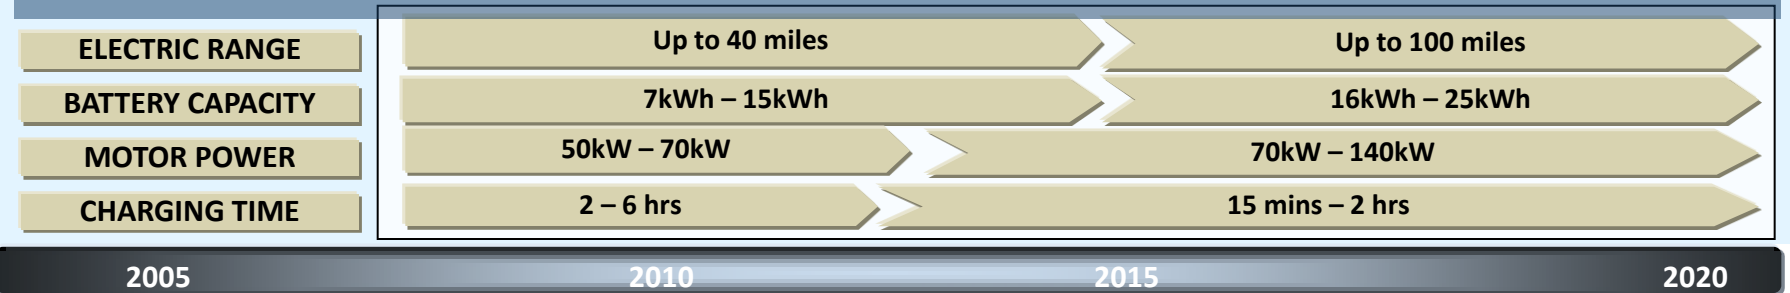 ELECTRIC RANGE
Up to 40 miles
Up to 100 miles
BATTERY CAPACITY
7kWh – 15kWh
16kWh – 25kWh
MOTOR POWER
50kW – 70kW
70kW – 140kW
CHARGING TIME
2 – 6 hrs
15 mins – 2 hrs
2005
2010
2015
2020